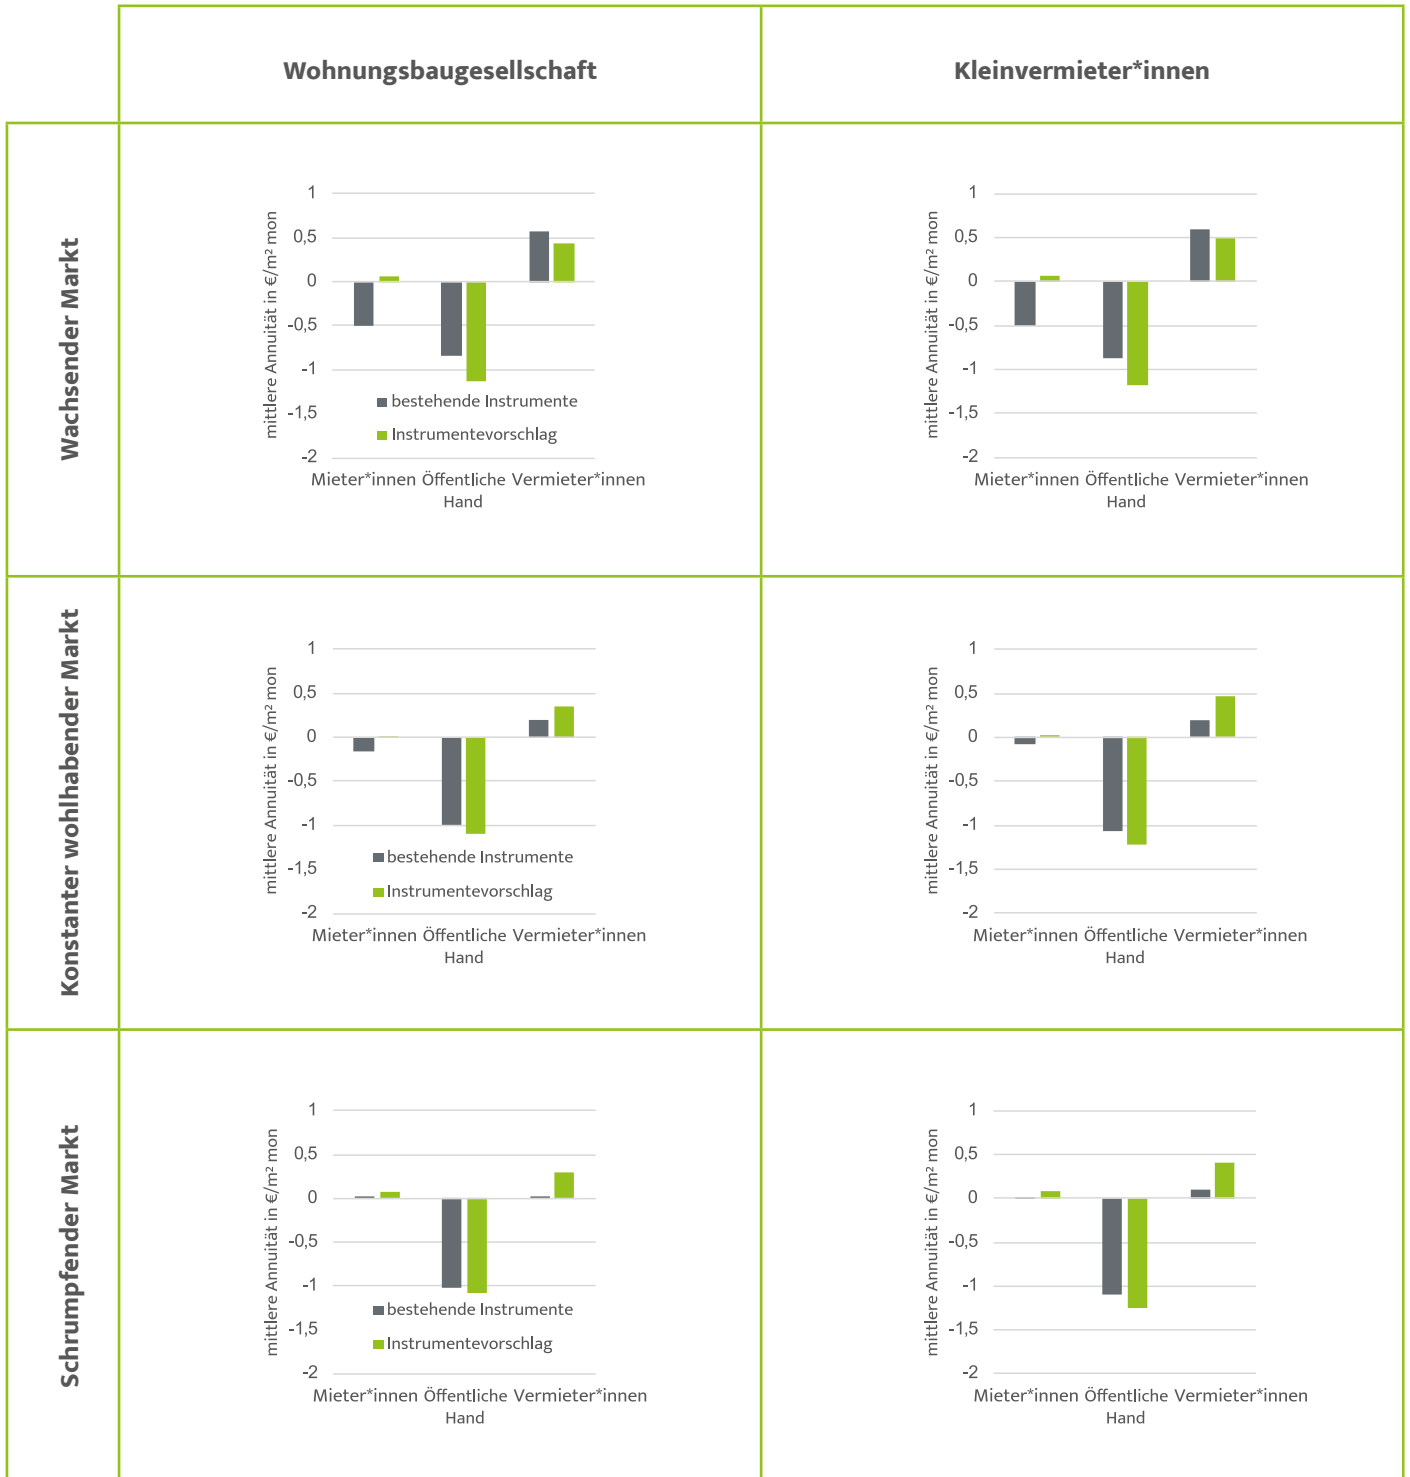 Wohnungsbaugesellschaft
Kleinvermieter*innen
Wachsender Markt
mittlere Annuität in €/m² mon
1
0,5
0
-0,5
-1
-1,5
-2
bestehende Instrumente
Instrumentevorschlag
Mieter*innen Öffentliche Vermieter*innen
Hand
mittlere Annuität in €/m² mon
1
0,5
0
-0,5
-1
-1,5
-2
Mieter*innen Öffentliche Vermieter*innen
Hand
Konstanter wohlhabender Markt
mittlere Annuität in €/m² mon
1
0,5
0
-0,5
-1
-1,5
-2
bestehende Instrumente
Instrumentevorschlag
Mieter*innen Öffentliche Vermieter*innen
Hand
mittlere Annuität in €/m² mon
1
0,5
0
-0,5
-1
-1,5
-2
Mieter*innen Öffentliche Vermieter*innen
Hand
Schrumpfender Markt
mittlere Annuität in €/m² mon
1
0,5
0
-0,5
-1
-1,5
-2
bestehende Instrumente
Instrumentevorschlag
Mieter*innen Öffentliche Vermieter*innen
Hand
mittlere Annuität in €/m² mon
1
0,5
0
-0,5
-1
-1,5
-2
Mieter*innen Öffentliche Vermieter*innen
Hand